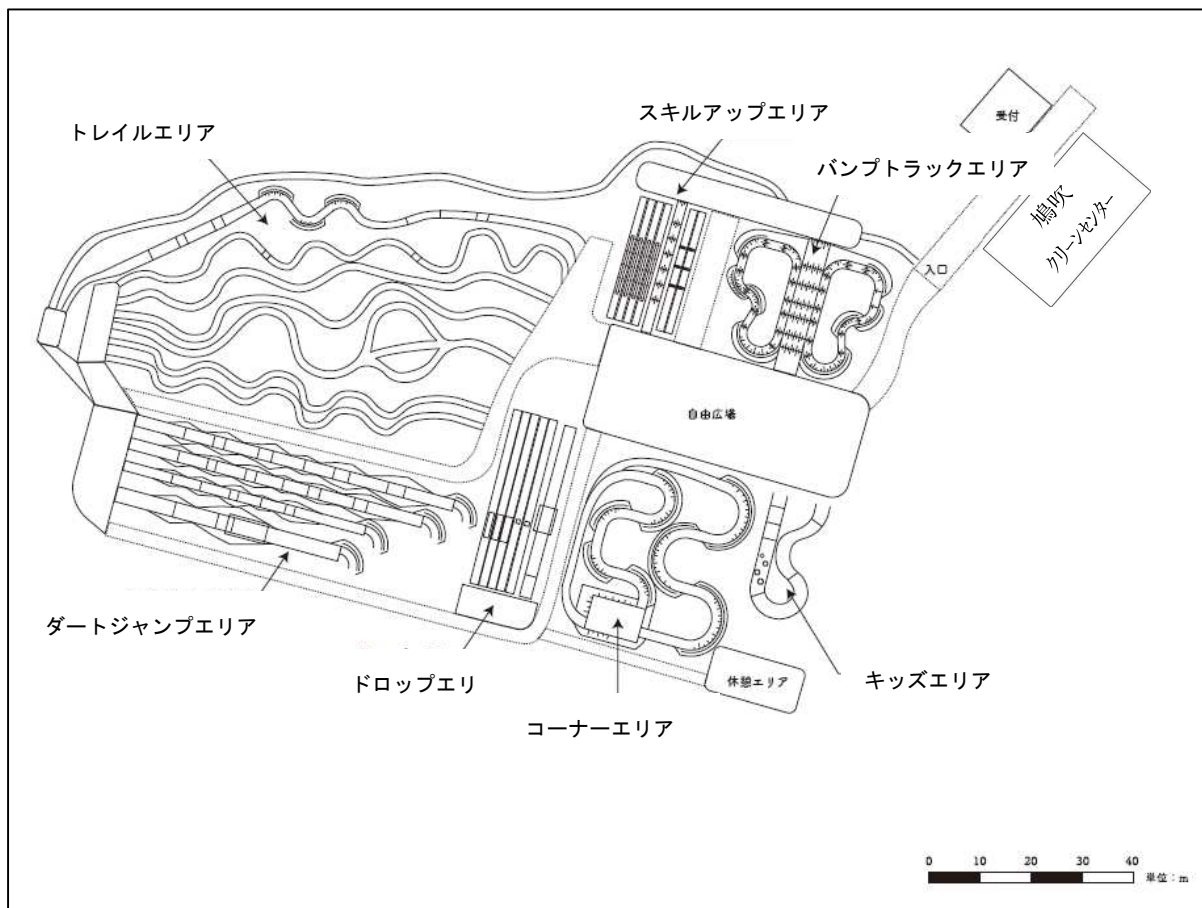 スキルアップエリア
受付
トレイルエリア
バンプトラックエリア
鳩吹
クリーンセンター
入口
自由広場
ダートジャンプエリア
ドロップエリ
休憩エリア
キッズエリア
コーナーエリア
0 10 20 30 40
単位：m